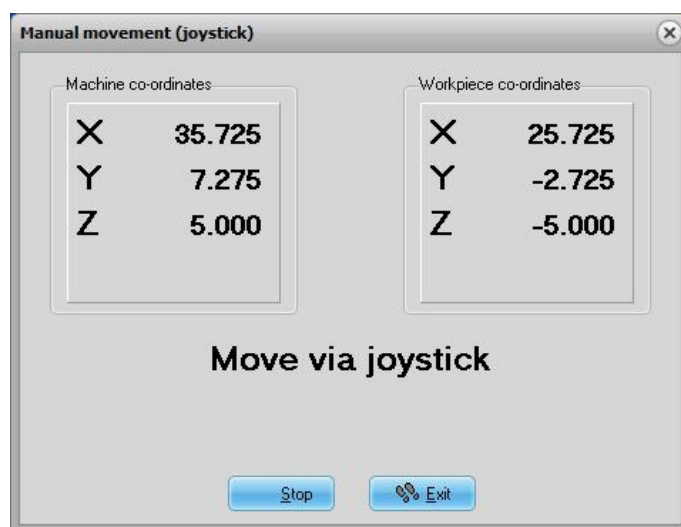 Manual movement (joystick)
Machine co-ordinates
X 35.725
Y 7.275
Z 5.000
Workpiece co-ordinates
X 25.725
Y -2.725
Z -5.000
Move via joystick
Stop
Exit